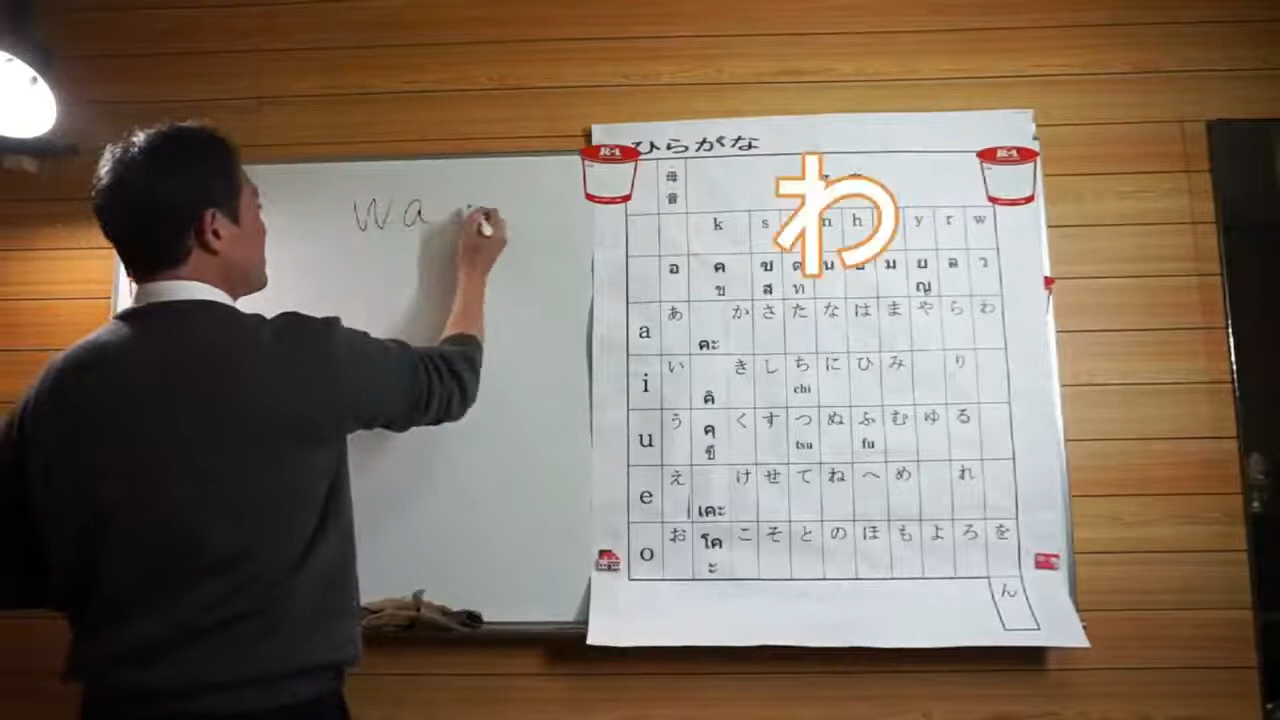 wa
ひらがな
わ
R-1
R-1
母音
k s n h y r w
อ ค ข ซ ส ด ท น ม ย ญ ล ว
a あ คะ か さ た な は ま や ら わ
i い คิ き し ち chi に ひ み り
u う คุ ขึ く す つ tsu ぬ ふ fu む ゆ る
e え เคะ け せ て ね へ め れ
o お โคะ こ そ と の ほ も よ ろ を
ん